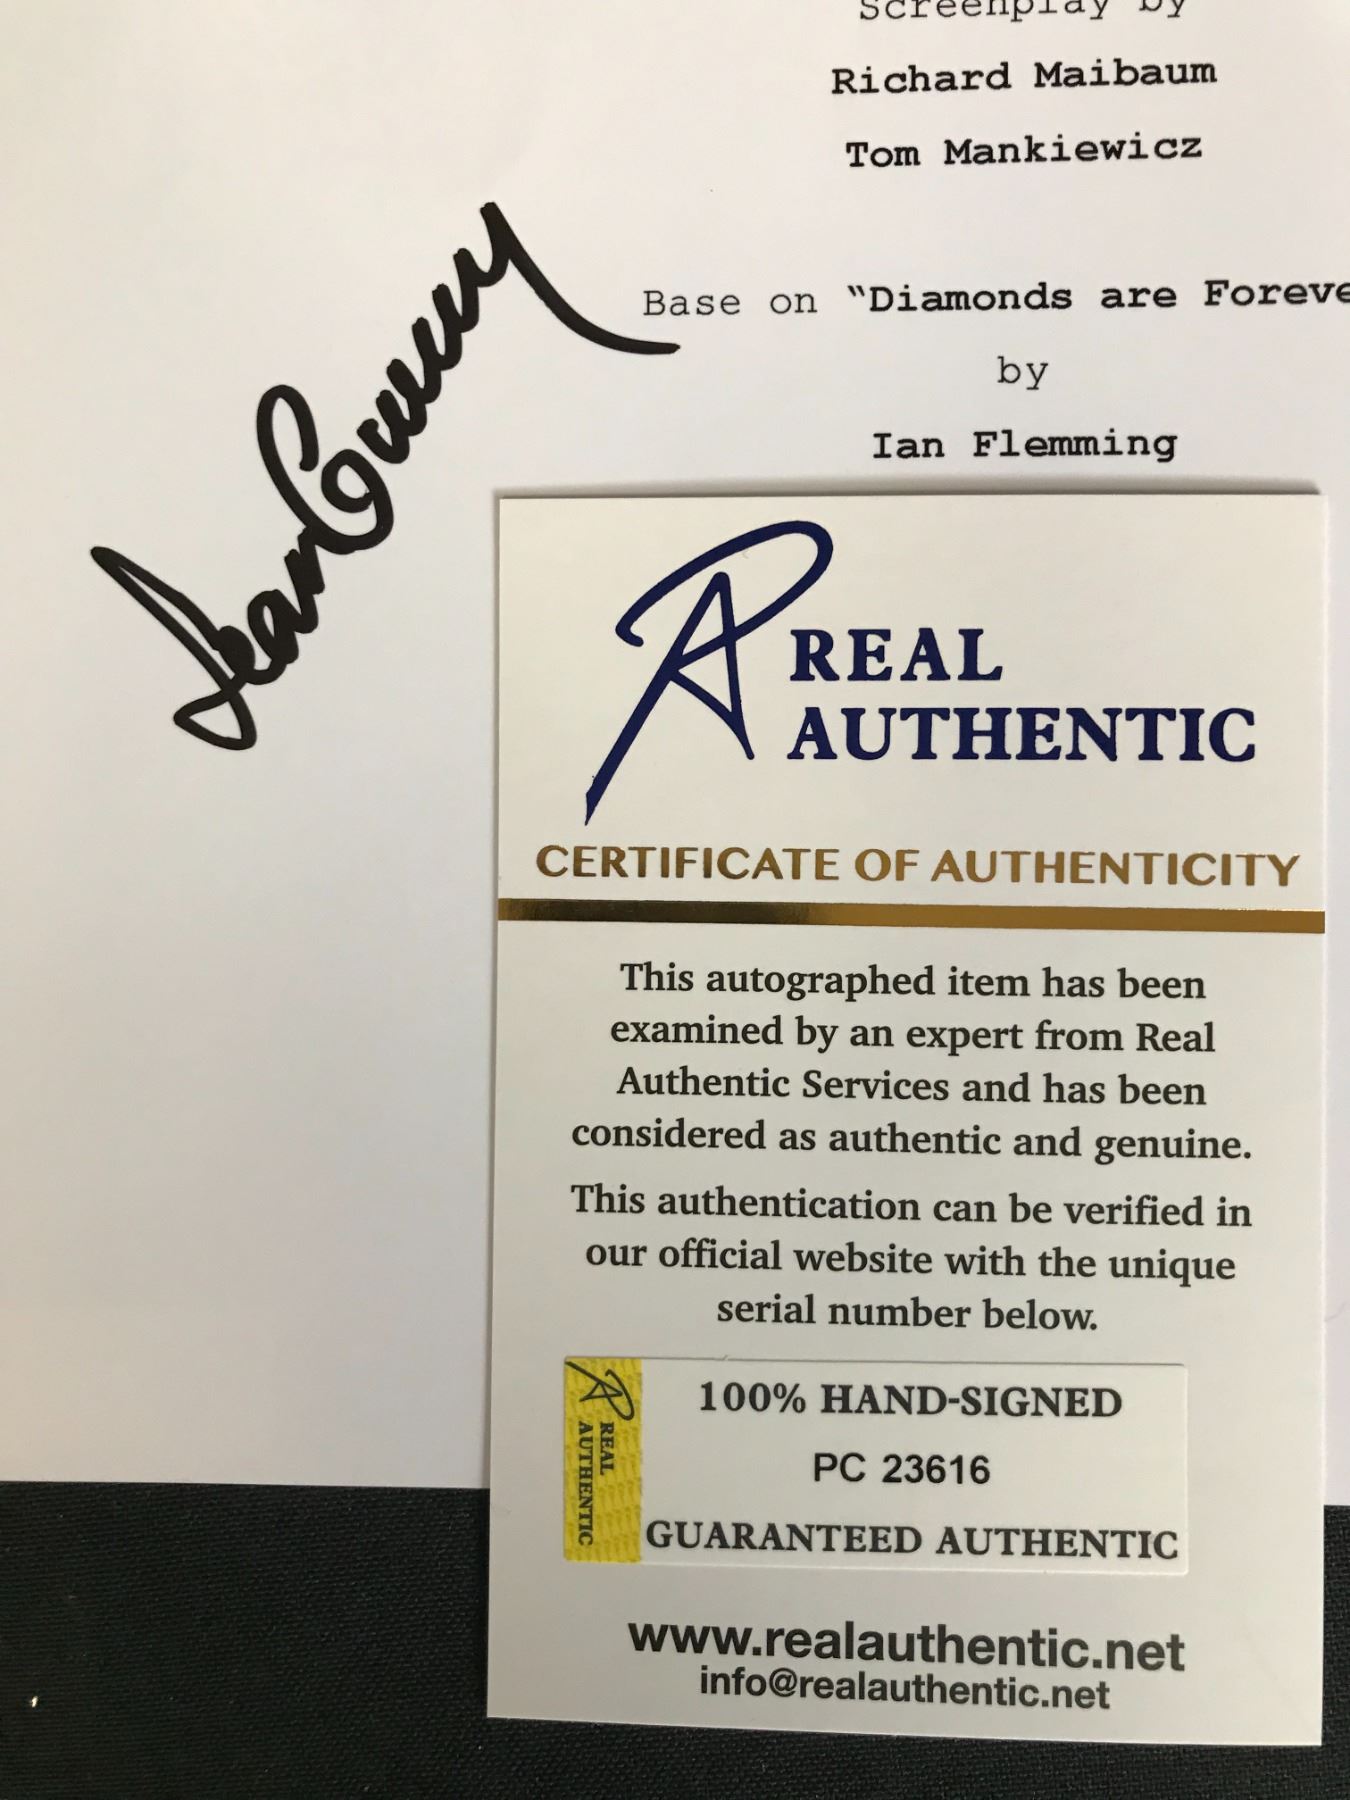 Screenplay by
Richard Maibaum
Tom Mankiewicz
Base on “Diamonds are Foreve
by
Ian Flemming
Sean Connery
REAL
AUTHENTIC
CERTIFICATE OF AUTHENTICITY
This autographed item has been
examined by an expert from Real
Authentic Services and has been
considered as authentic and genuine.
This authentication can be verified in
our official website with the unique
serial number below.
REAL
AUTHENTIC
100% HAND-SIGNED
PC 23616
GUARANTEED AUTHENTIC
www.realauthentic.net
info@realauthentic.net